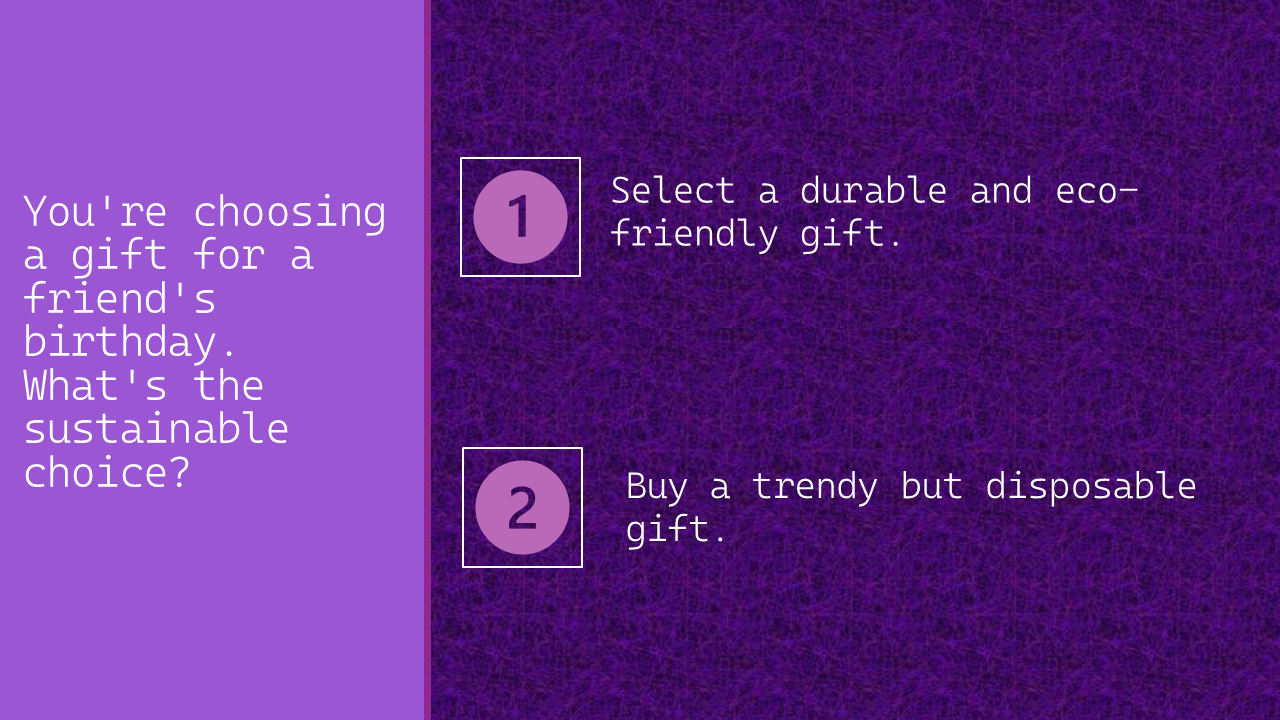 You're choosing
a gift for a
friend's
birthday.
What's the
sustainable
choice?
1
Select a durable and eco-
friendly gift.
2
Buy a trendy but disposable
gift.